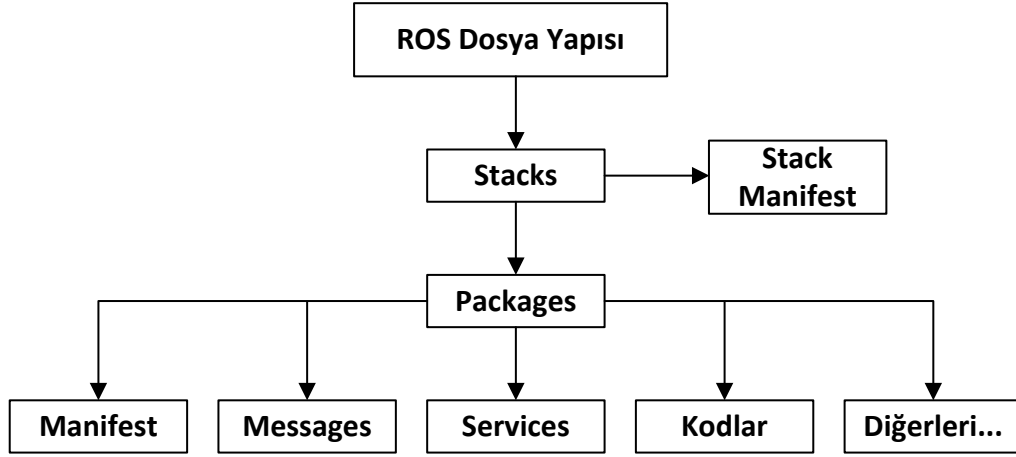 ROS Dosya Yapısı
Stacks
Stack
Manifest
Packages
Manifest
Messages
Services
Kodlar
Diğerleri...